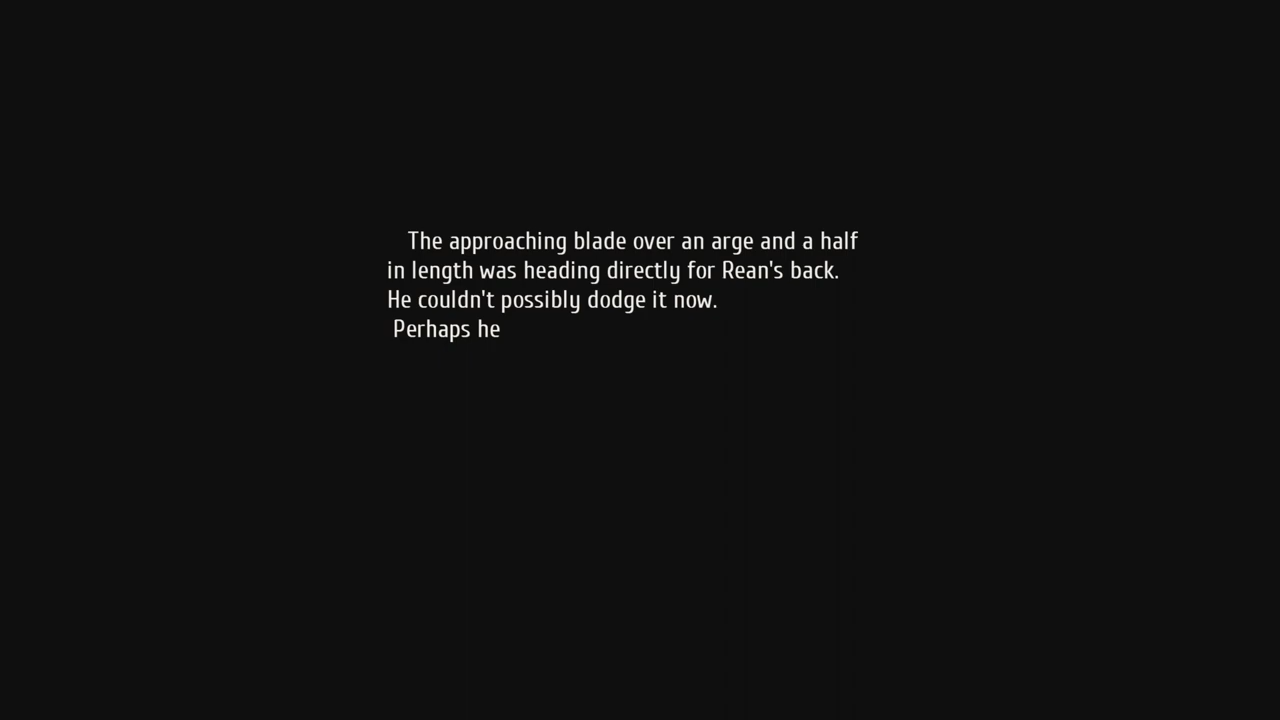 The approaching blade over an arge and a half
in length was heading directly for Rean's back.
He couldn't possibly dodge it now.
Perhaps he